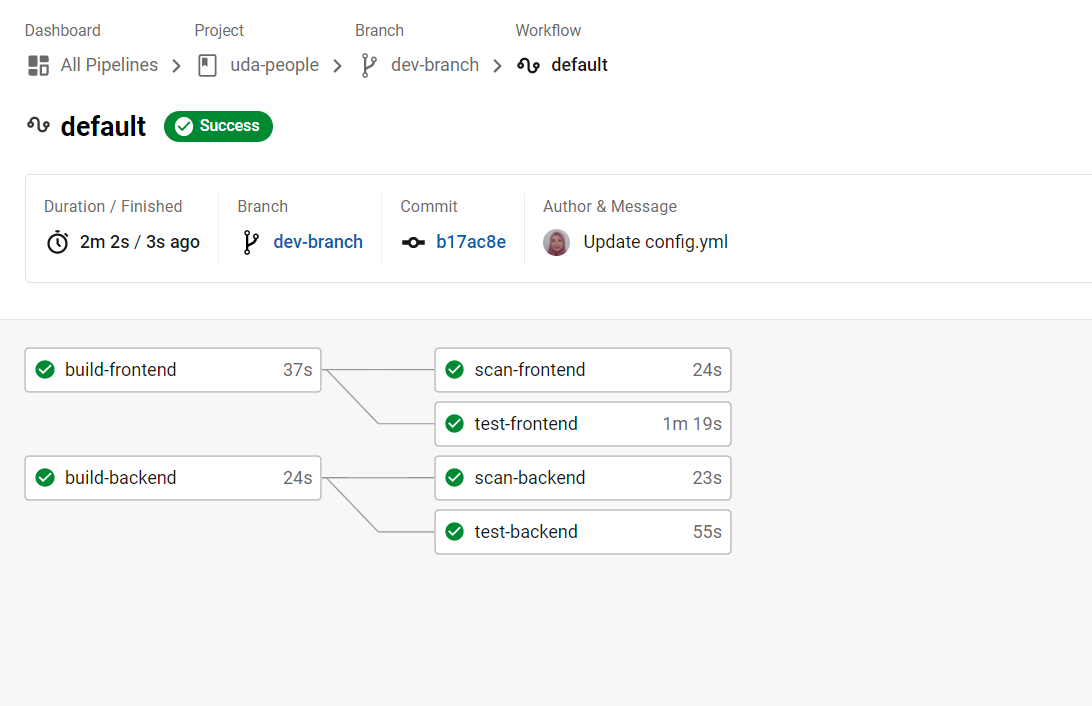 Dashboard Project Branch Workflow
All Pipelines uda-people dev-branch default
default Success
Duration / Finished Branch Commit Author & Message
2m 2s / 3s ago dev-branch b17ac8e Update config.yml
build-frontend 37s scan-frontend 24s
test-frontend 1m 19s
build-backend 24s scan-backend 23s
test-backend 55s